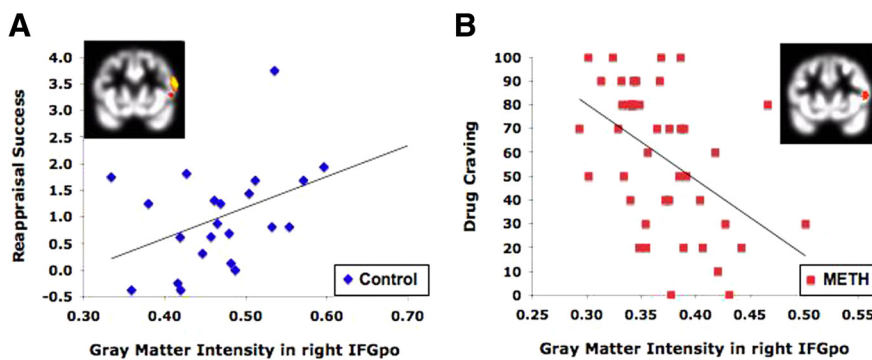 A
Reappraisal Success
4.0
3.5
3.0
2.5
2.0
1.5
1.0
0.5
0.0
-0.5
0.30 0.40 0.50 0.60 0.70
Control
Gray Matter Intensity in right IFGpo
B
Drug Craving
100
90
80
70
60
50
40
30
20
10
0
0.25 0.30 0.35 0.40 0.45 0.50 0.55
METH
Gray Matter Intensity in right IFGpo